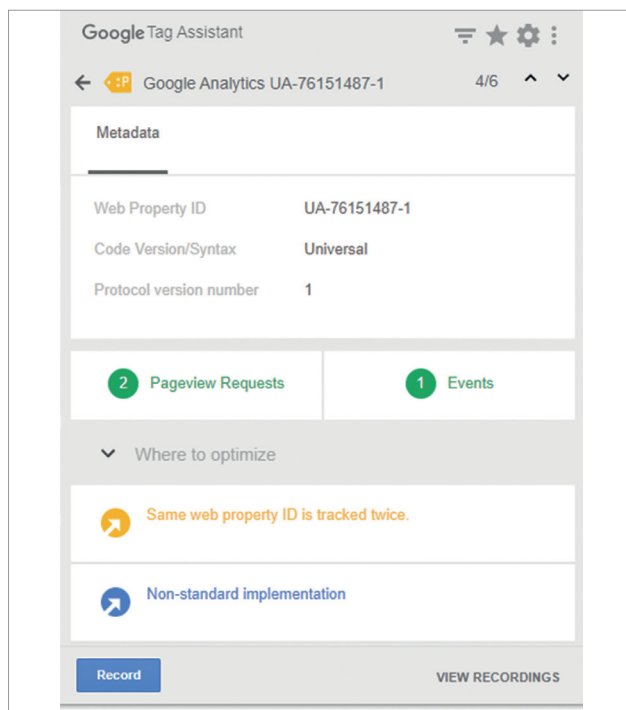 Google Tag Assistant
:P Google Analytics UA-76151487-1 4/6
Metadata
Web Property ID UA-76151487-1
Code Version/Syntax Universal
Protocol version number 1
2 Pageview Requests 1 Events
Where to optimize
Same web property ID is tracked twice.
Non-standard implementation
Record VIEW RECORDINGS